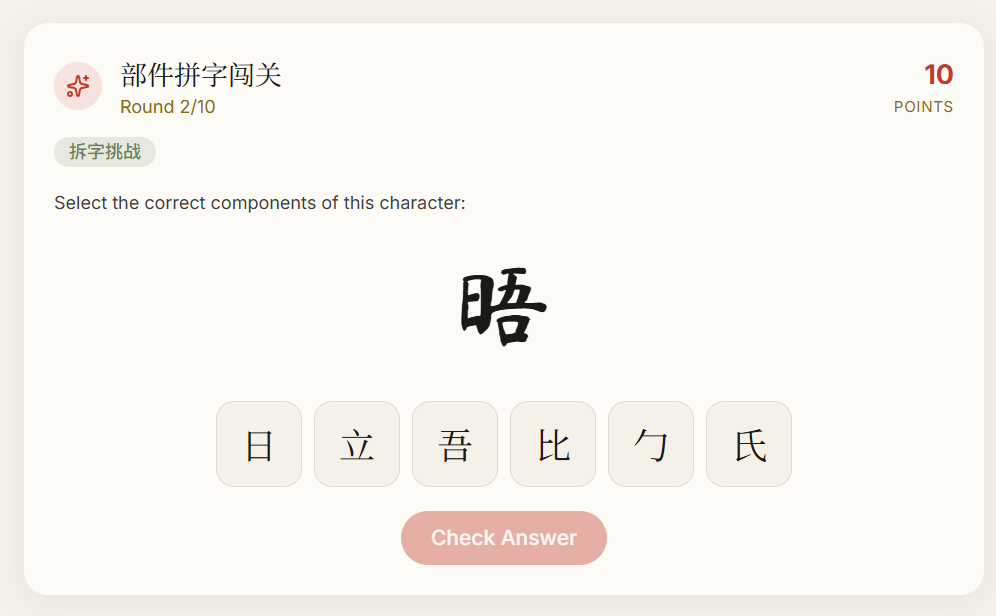 部件拼字闯关
Round 2/10
10
POINTS
拆字挑战
Select the correct components of this character:
晤
日 立 吾 比 勹 氏
Check Answer